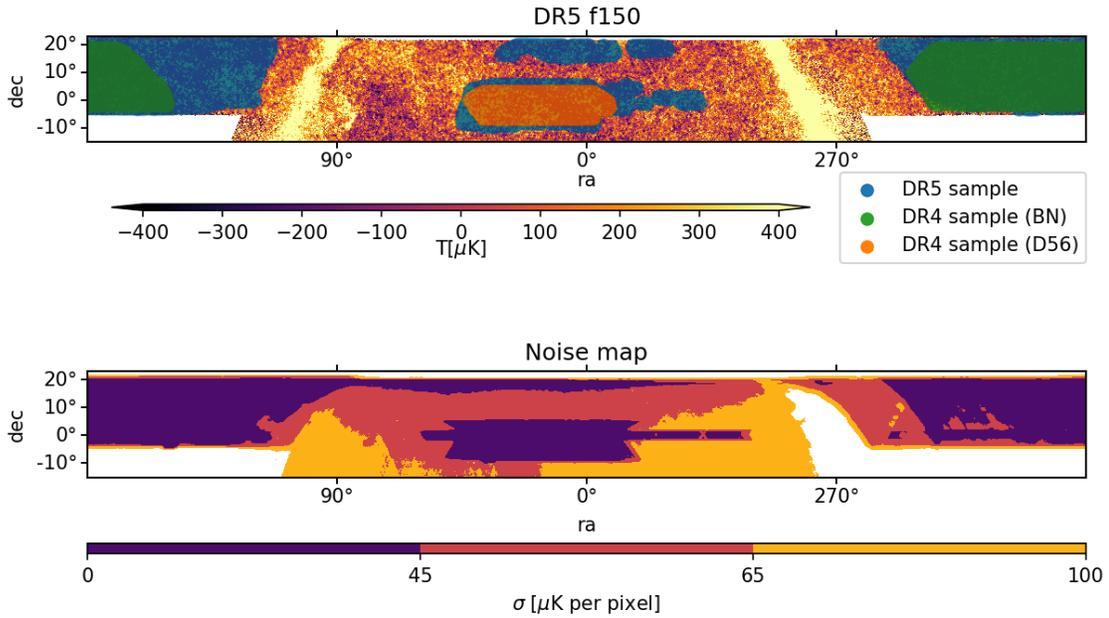 DR5 f150
20°
10°
0°
-10°
dec
90°
0°
270°
ra
−400 −300 −200 −100 0 100 200 300 400
T[μK]
DR5 sample
DR4 sample (BN)
DR4 sample (D56)
Noise map
20°
10°
0°
-10°
dec
90°
0°
270°
ra
0 45 65 100
σ [μK per pixel]